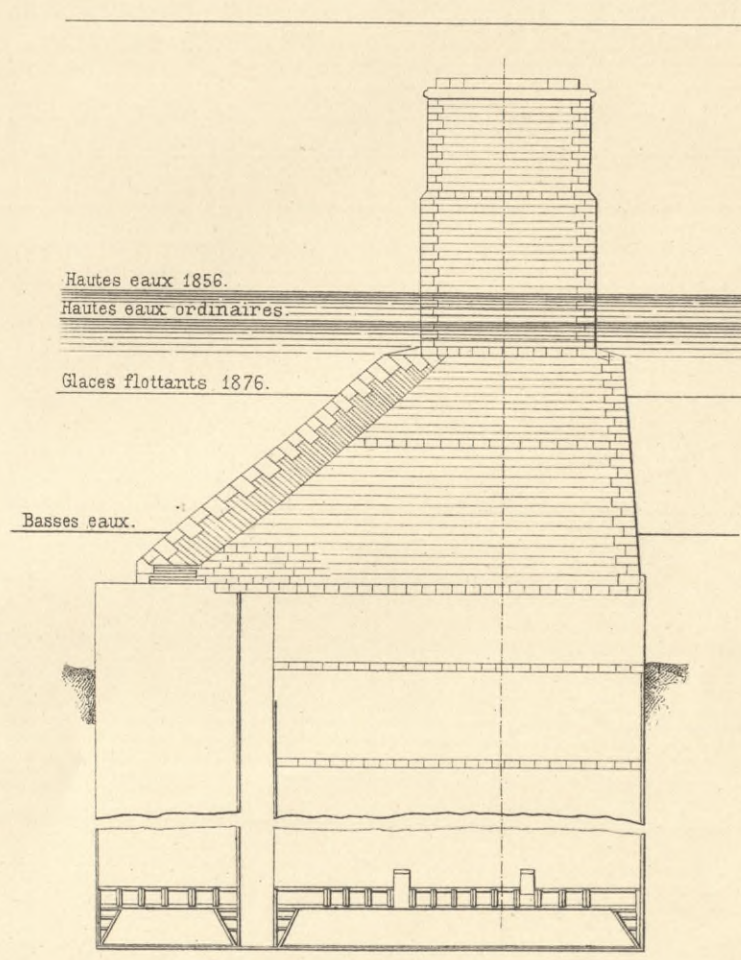 Hautes eaux 1856.
Hautes eaux ordinaires.
Glaces flottants 1876.
Basses eaux.